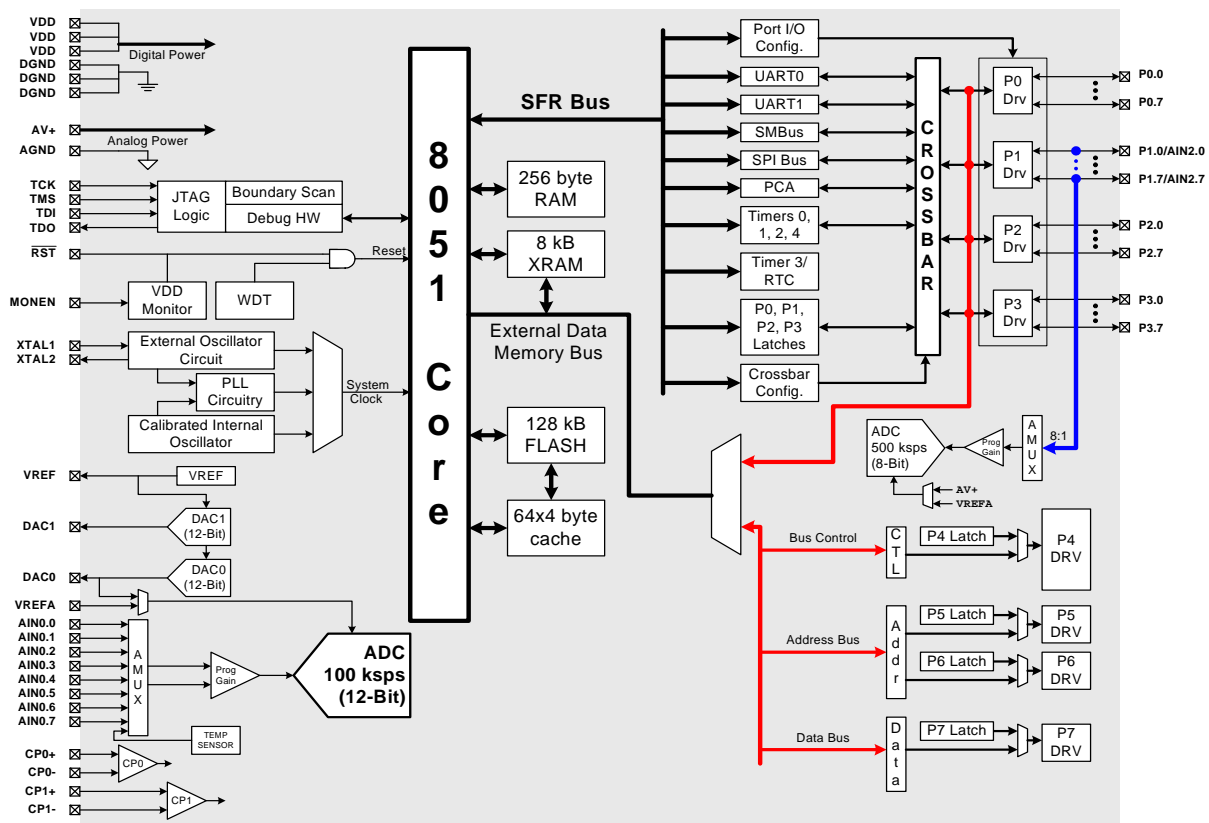 VDD
VDD
VDD
DGND
DGND
DGND
Digital Power
AV+
Analog Power
AGND
TCK
TMS
TDI
TDO
JTAG
Logic
Boundary Scan
Debug HW
RST
Reset
MONEN
VDD
Monitor
WDT
XTAL1
XTAL2
External Oscillator
Circuit
PLL
Circuitry
Calibrated Internal
Oscillator
System
Clock
VREF
VREF
DAC1
DAC1
(12-Bit)
DAC0
DAC0
(12-Bit)
VREFA
AIN0.0
AIN0.1
AIN0.2
AIN0.3
AIN0.4
AIN0.5
AIN0.6
AIN0.7
AMUX
Prog
Gain
ADC
100 ksps
(12-Bit)
TEMP
SENSOR
CP0+
CP0-
CP0
CP1+
CP1-
CP1
8051 Core
SFR Bus
256 byte
RAM
8 kB
XRAM
External Data
Memory Bus
128 kB
FLASH
64x4 byte
cache
Port I/O
Config.
UART0
UART1
SMBus
SPI Bus
PCA
Timers 0,
1, 2, 4
Timer 3/
RTC
P0, P1,
P2, P3
Latches
Crossbar
Config.
CROSSBAR
P0
Drv
P1
Drv
P2
Drv
P3
Drv
P0.0
P0.7
P1.0/AIN2.0
P1.7/AIN2.7
P2.0
P2.7
P3.0
P3.7
ADC
500 ksps
(8-Bit)
Prog
Gain
AMUX
8:1
AV+
VREFA
Bus Control
CTL
P4 Latch
P4
DRV
Address Bus
Addr
P5 Latch
P5
DRV
P6 Latch
P6
DRV
Data Bus
Data
P7 Latch
P7
DRV